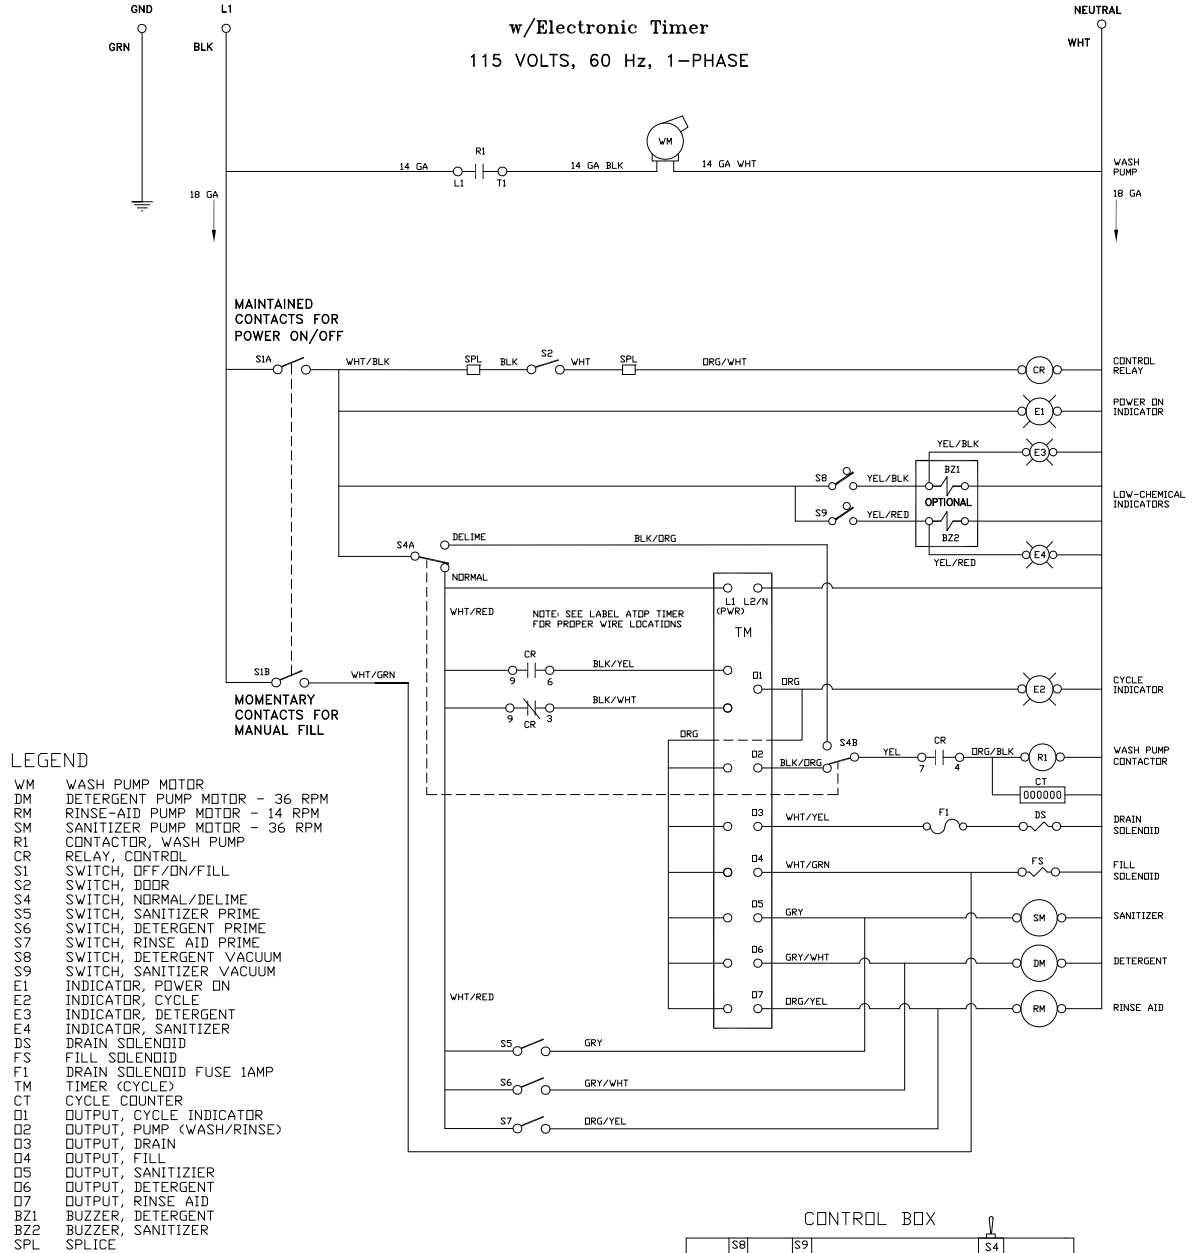 GND
L1
w/Electronic Timer
NEUTRAL
GRN
BLK
WHT
115 VOLTS, 60 Hz, 1-PHASE
WM
R1
14 GA
14 GA BLK
14 GA WHT
WASH
PUMP
L1
T1
18 GA
18 GA
MAINTAINED
CONTACTS FOR
POWER ON/OFF
S1A
WHT/BLK
SPL
BLK
S2
WHT
SPL
ORG/WHT
CR
CONTROL
RELAY
E1
POWER ON
INDICATOR
YEL/BLK
E3
S8
YEL/BLK
BZ1
OPTIONAL
LOW-CHEMICAL
INDICATORS
S9
YEL/RED
BZ2
YEL/RED
E4
S4A
DELIME
BLK/ORG
NORMAL
L1 L2/N
(PWR)
WHT/RED
NOTE: SEE LABEL ATOP TIMER
FOR PROPER WIRE LOCATIONS
TM
CR
9
6
BLK/YEL
S1B
WHT/GRN
O1
ORG
E2
CYCLE
INDICATOR
MOMENTARY
CONTACTS FOR
MANUAL FILL
9
3
CR
BLK/WHT
ORG
O2
BLK/ORG
S4B
YEL
CR
7
4
ORG/BLK
R1
WASH PUMP
CONTACTOR
CT
000000
O3
WHT/YEL
F1
DS
DRAIN
SOLENOID
O4
WHT/GRN
FS
FILL
SOLENOID
O5
GRY
SM
SANITIZER
O6
GRY/WHT
DM
DETERGENT
WHT/RED
O7
ORG/YEL
RM
RINSE AID
S5
GRY
S6
GRY/WHT
S7
ORG/YEL
LEGEND
WM WASH PUMP MOTOR
DM DETERGENT PUMP MOTOR - 36 RPM
RM RINSE-AID PUMP MOTOR - 14 RPM
SM SANITIZER PUMP MOTOR - 36 RPM
R1 CONTACTOR, WASH PUMP
CR RELAY, CONTROL
S1 SWITCH, OFF/ON/FILL
S2 SWITCH, DOOR
S4 SWITCH, NORMAL/DELIME
S5 SWITCH, SANITIZER PRIME
S6 SWITCH, DETERGENT PRIME
S7 SWITCH, RINSE AID PRIME
S8 SWITCH, DETERGENT VACUUM
S9 SWITCH, SANITIZER VACUUM
E1 INDICATOR, POWER ON
E2 INDICATOR, CYCLE
E3 INDICATOR, DETERGENT
E4 INDICATOR, SANITIZER
DS DRAIN SOLENOID
FS FILL SOLENOID
F1 DRAIN SOLENOID FUSE 1AMP
TM TIMER (CYCLE)
CT CYCLE COUNTER
O1 OUTPUT, CYCLE INDICATOR
O2 OUTPUT, PUMP (WASH/RINSE)
O3 OUTPUT, DRAIN
O4 OUTPUT, FILL
O5 OUTPUT, SANITIZIER
O6 OUTPUT, DETERGENT
O7 OUTPUT, RINSE AID
BZ1 BUZZER, DETERGENT
BZ2 BUZZER, SANITIZER
SPL SPLICE
CONTROL BOX
S8
S9
S4